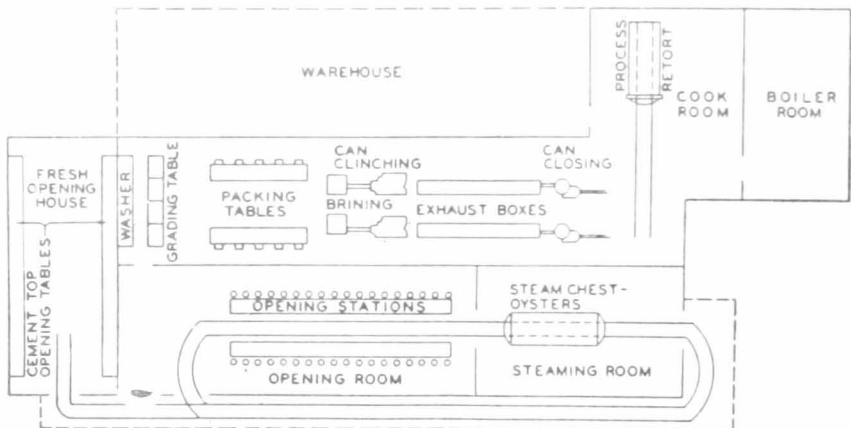 WAREHOUSE
PROCESS
RETORT
COOK
ROOM
BOILER
ROOM
FRESH
OPENING
HOUSE
WASHER
GRADING TABLE
PACKING
TABLES
CAN
CLINCHING
BRINING
EXHAUST BOXES
CAN
CLOSING
CEMENT TOP
OPENING TABLES
OPENING STATIONS
OPENING ROOM
STEAM CHEST-
OYSTERS
STEAMING ROOM